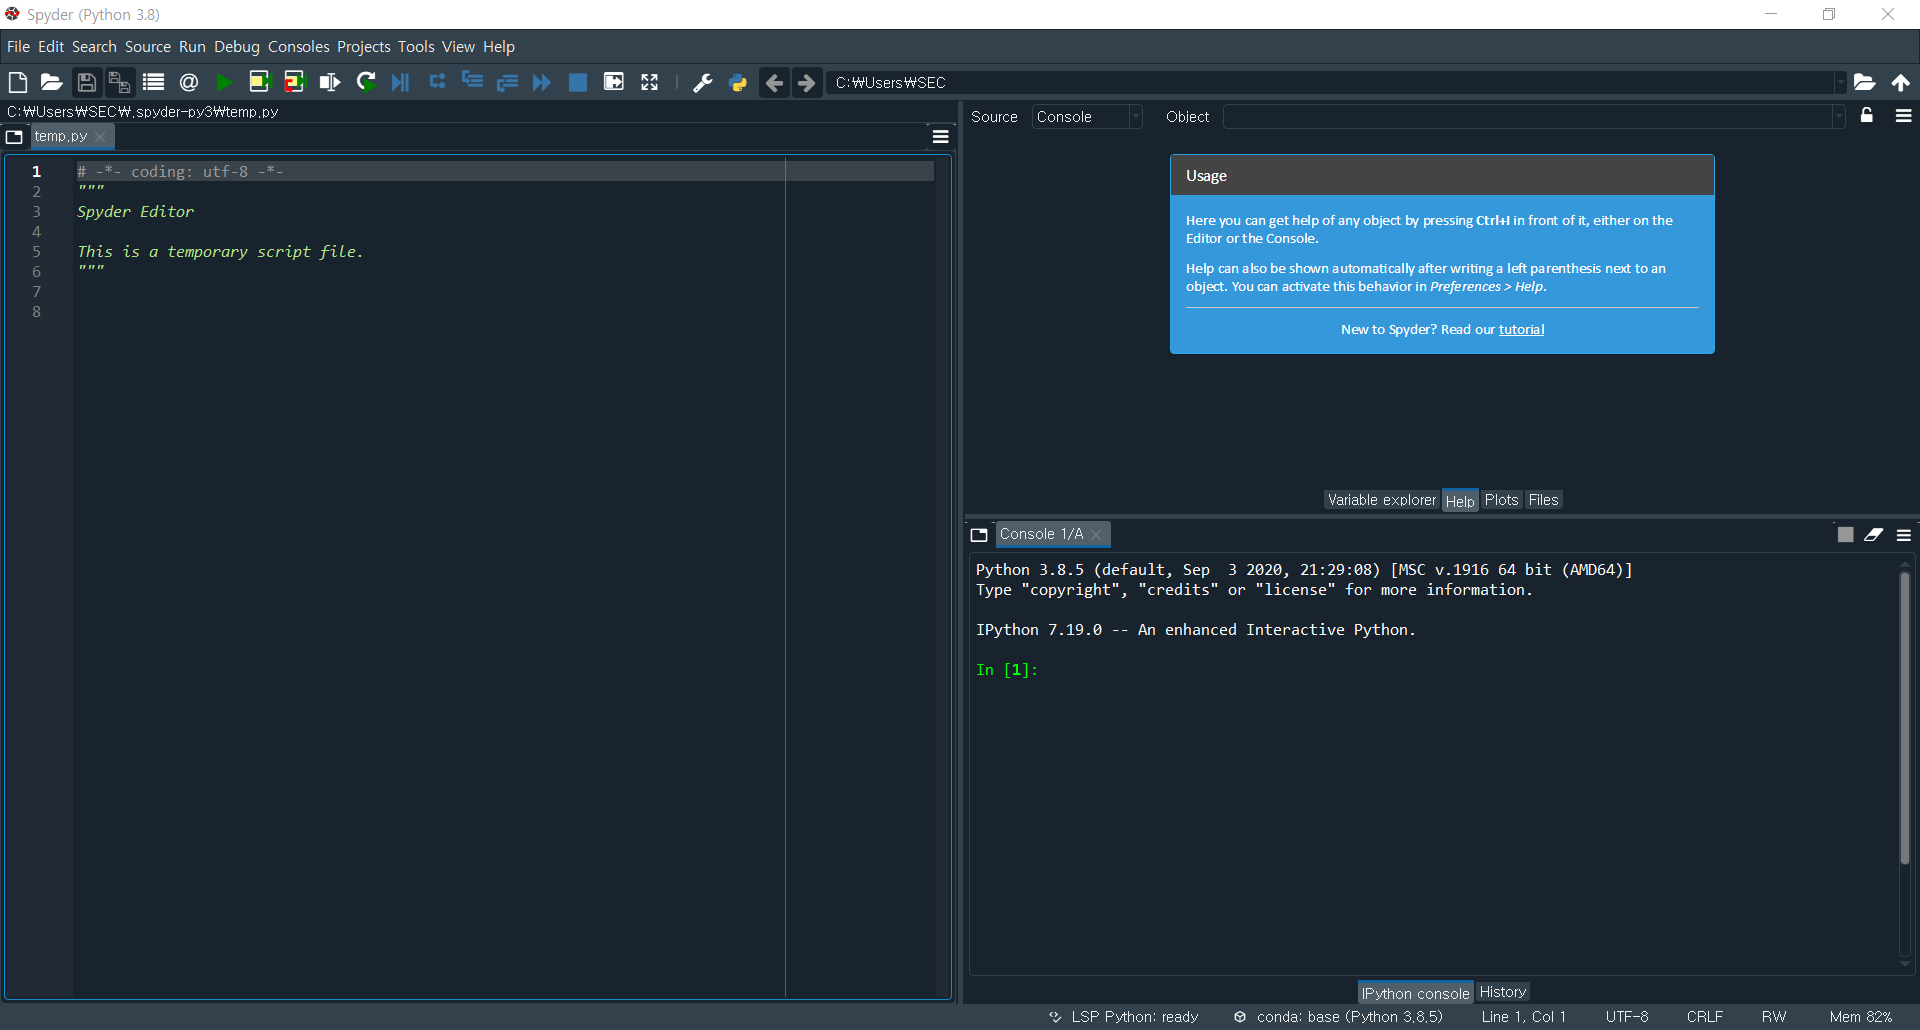 Spyder (Python 3.8)
File Edit Search Source Run Debug Consoles Projects Tools View Help
C:₩Users₩SEC
C:₩Users₩SEC₩.spyder-py3₩temp.py
temp.py
1 # -*- coding: utf-8 -*-
2 """
3 Spyder Editor
4
5 This is a temporary script file.
6 """
7
8
Source Console Object
Usage
Here you can get help of any object by pressing Ctrl+I in front of it, either on the
Editor or the Console.
Help can also be shown automatically after writing a left parenthesis next to an
object. You can activate this behavior in Preferences > Help.
New to Spyder? Read our tutorial
Variable explorer Help Plots Files
Console 1/A
Python 3.8.5 (default, Sep  3 2020, 21:29:08) [MSC v.1916 64 bit (AMD64)]
Type "copyright", "credits" or "license" for more information.
IPython 7.19.0 -- An enhanced Interactive Python.
In [1]:
IPython console History
LSP Python: ready conda: base (Python 3.8.5) Line 1, Col 1 UTF-8 CRLF RW Mem 82%